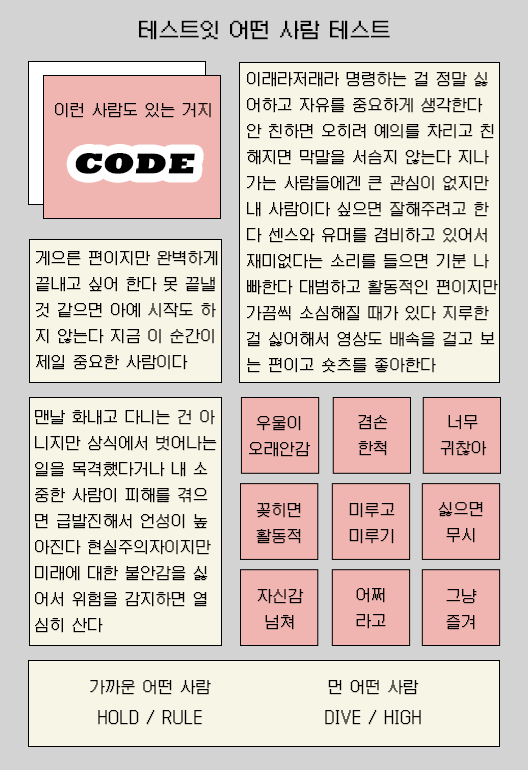 테스트잇 어떤 사람 테스트
이런 사람도 있는 거지
CODE
이래라저래라 명령하는 걸 정말 싫
어하고 자유를 중요하게 생각한다
안 친하면 오히려 예의를 차리고 친
해지면 막말을 서슴지 않는다 지나
가는 사람들에겐 큰 관심이 없지만
내 사람이다 싶으면 잘해주려고 한
다 센스와 유머를 겸비하고 있어서
재미없다는 소리를 들으면 기분 나
빠한다 대범하고 활동적인 편이지만
가끔씩 소심해질 때가 있다 지루한
걸 싫어해서 영상도 배속을 걸고 보
는 편이고 숏츠를 좋아한다
게으른 편이지만 완벽하게
끝내고 싶어 한다 못 끝낼
것 같으면 아예 시작도 하
지 않는다 지금 이 순간이
제일 중요한 사람이다
맨날 화내고 다니는 건 아
니지만 상식에서 벗어나는
일을 목격했다거나 내 소
중한 사람이 피해를 겪으
면 급발진해서 언성이 높
아진다 현실주의자이지만
미래에 대한 불안감을 싫
어서 위험을 감지하면 열
심히 산다
우울이
오래안감
겸손
한척
너무
귀찮아
꽂히면
활동적
미루고
미루기
싫으면
무시
자신감
넘쳐
어쩌
라고
그냥
즐겨
가까운 어떤 사람
HOLD / RULE
먼 어떤 사람
DIVE / HIGH